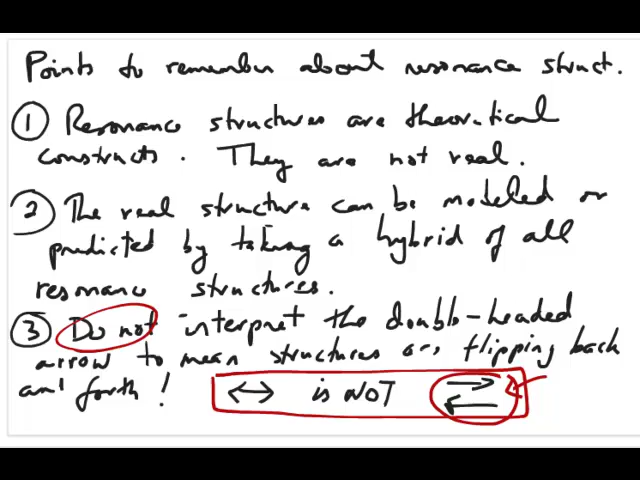 Points to remember about resonance struct.
① Resonance structures are theoretical
constructs. They are not real.
② The real structure can be modeled or
predicted by taking a hybrid of all
resonance structures.
③ Do not interpret the double-headed
arrow to mean structures are flipping back
and forth!
↔ is NOT ⇄